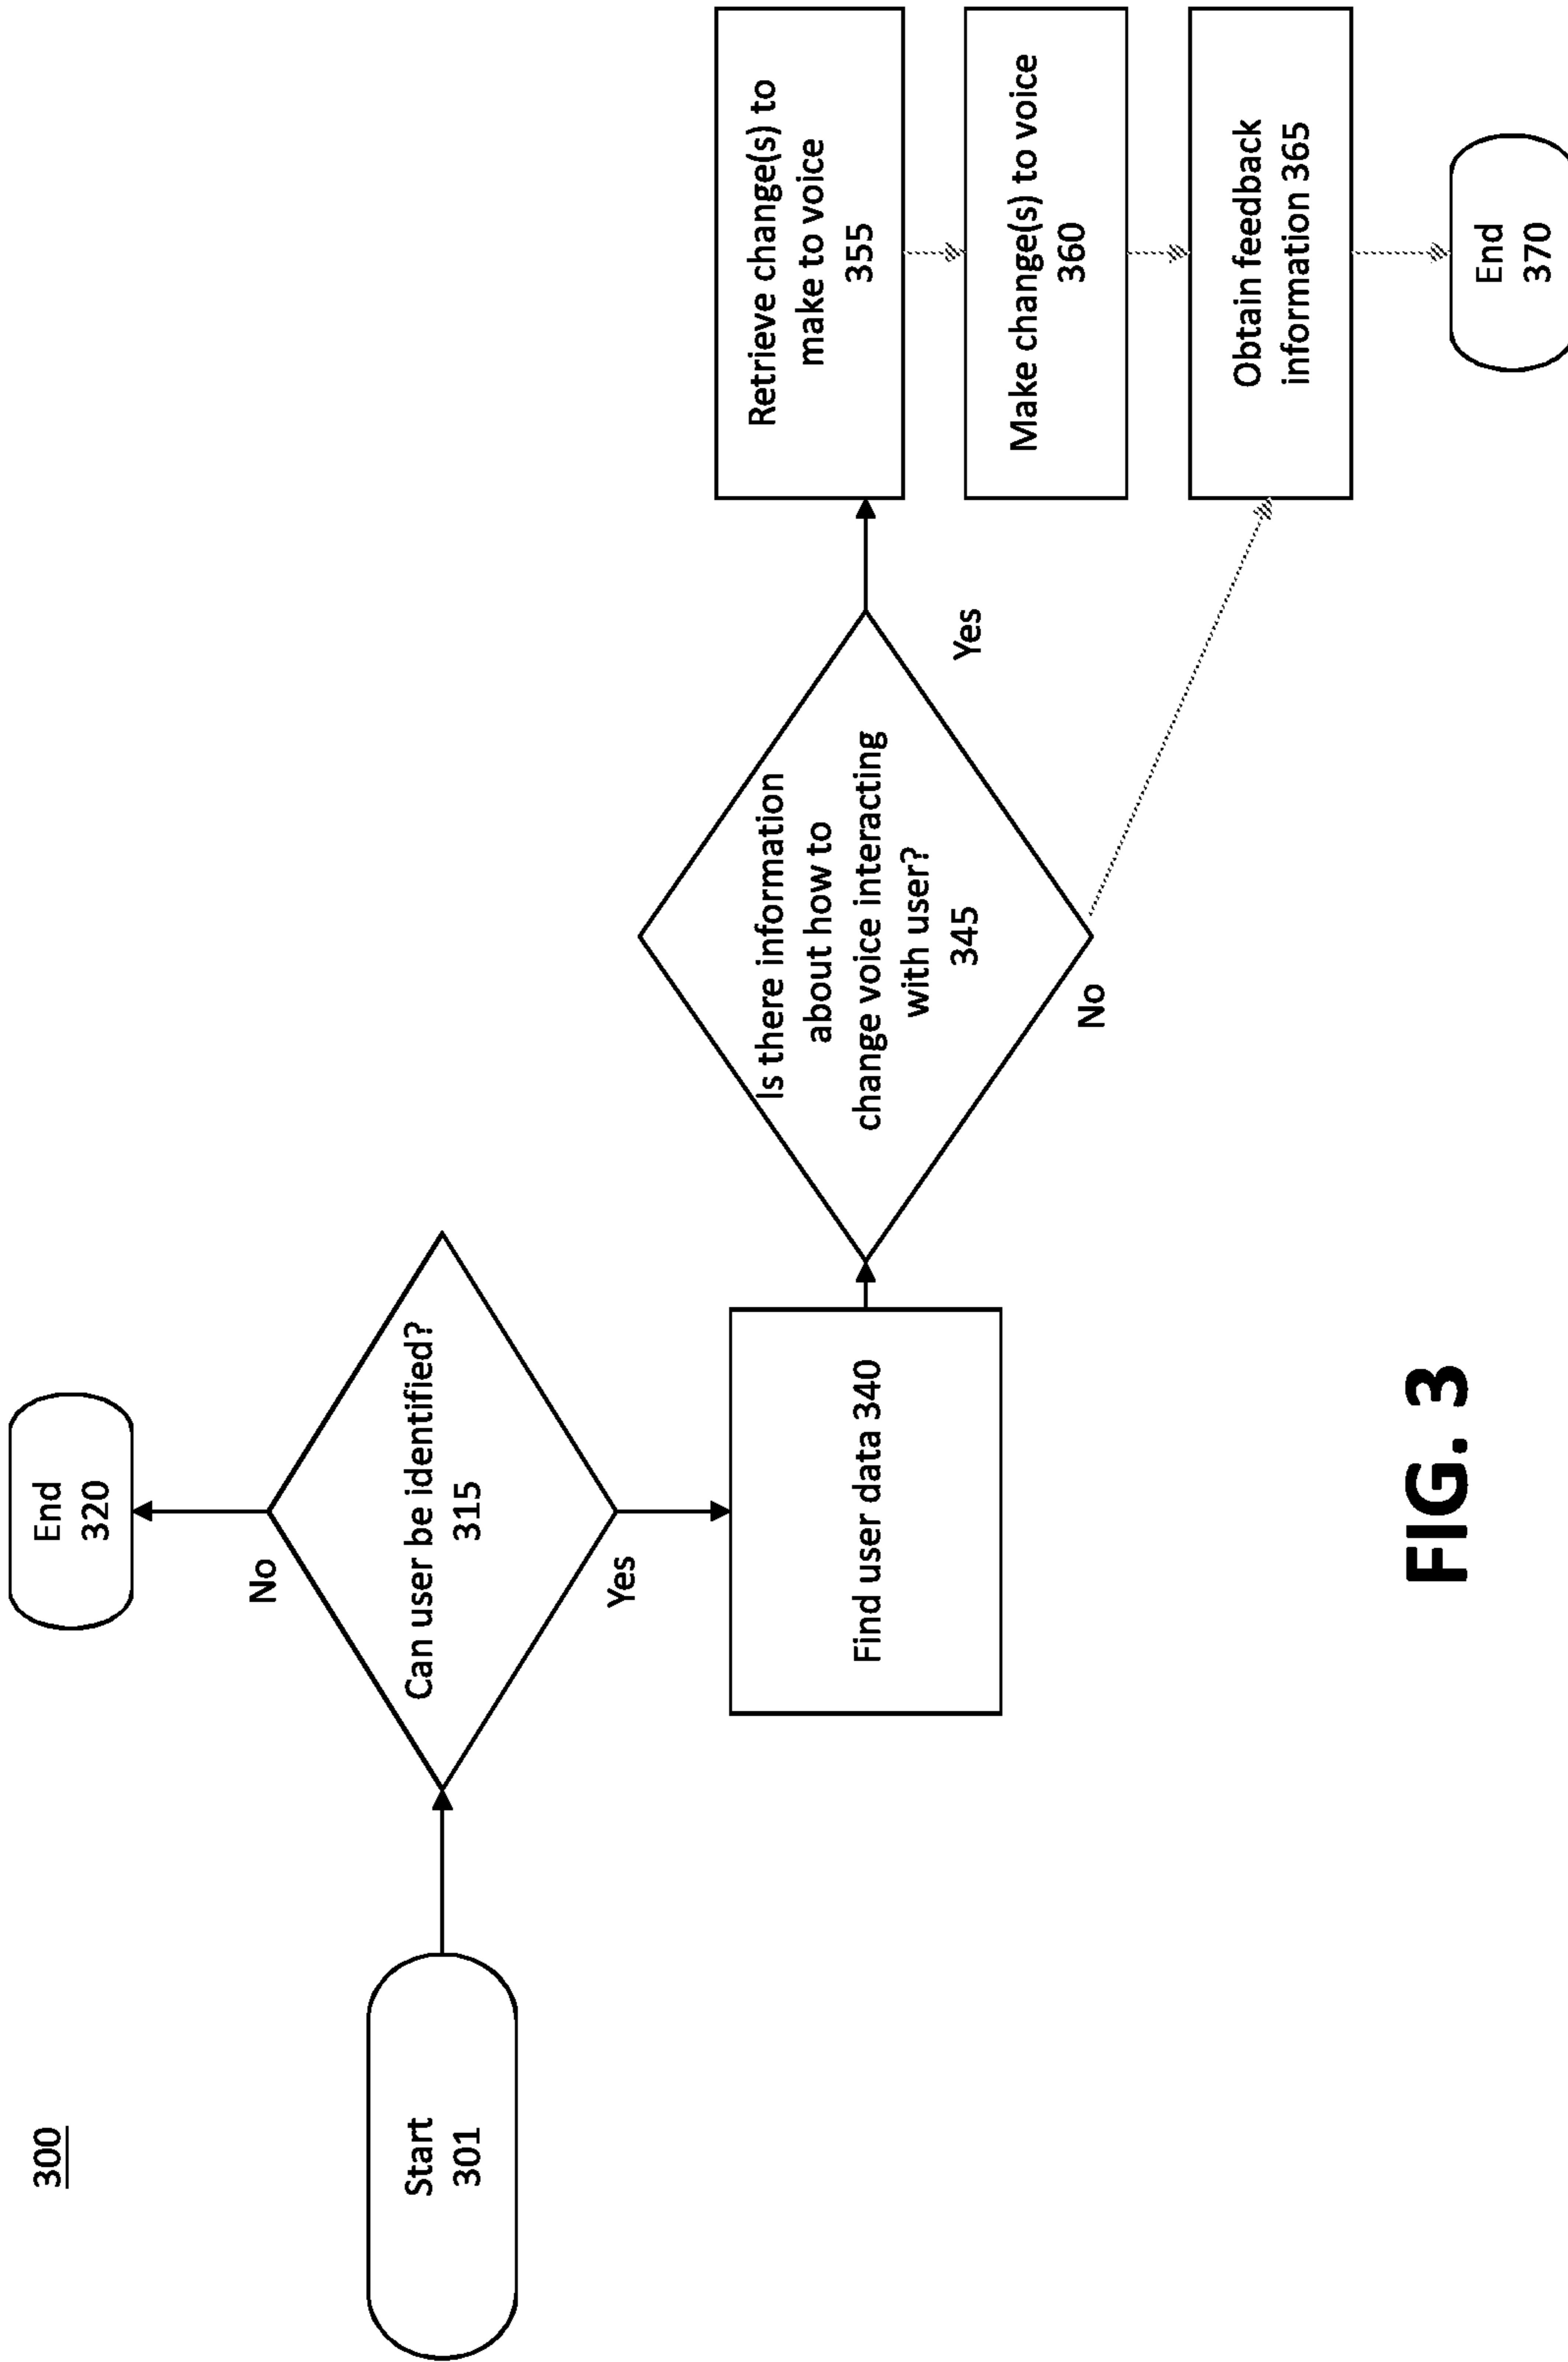 300
Start
301
Can user be identified?
315
No
End
320
Yes
Find user data 340
Is there information
about how to
change voice interacting
with user?
345
Yes
No
Retrieve change(s) to
make to voice
355
Make change(s) to voice
360
Obtain feedback
information 365
End
370
FIG. 3